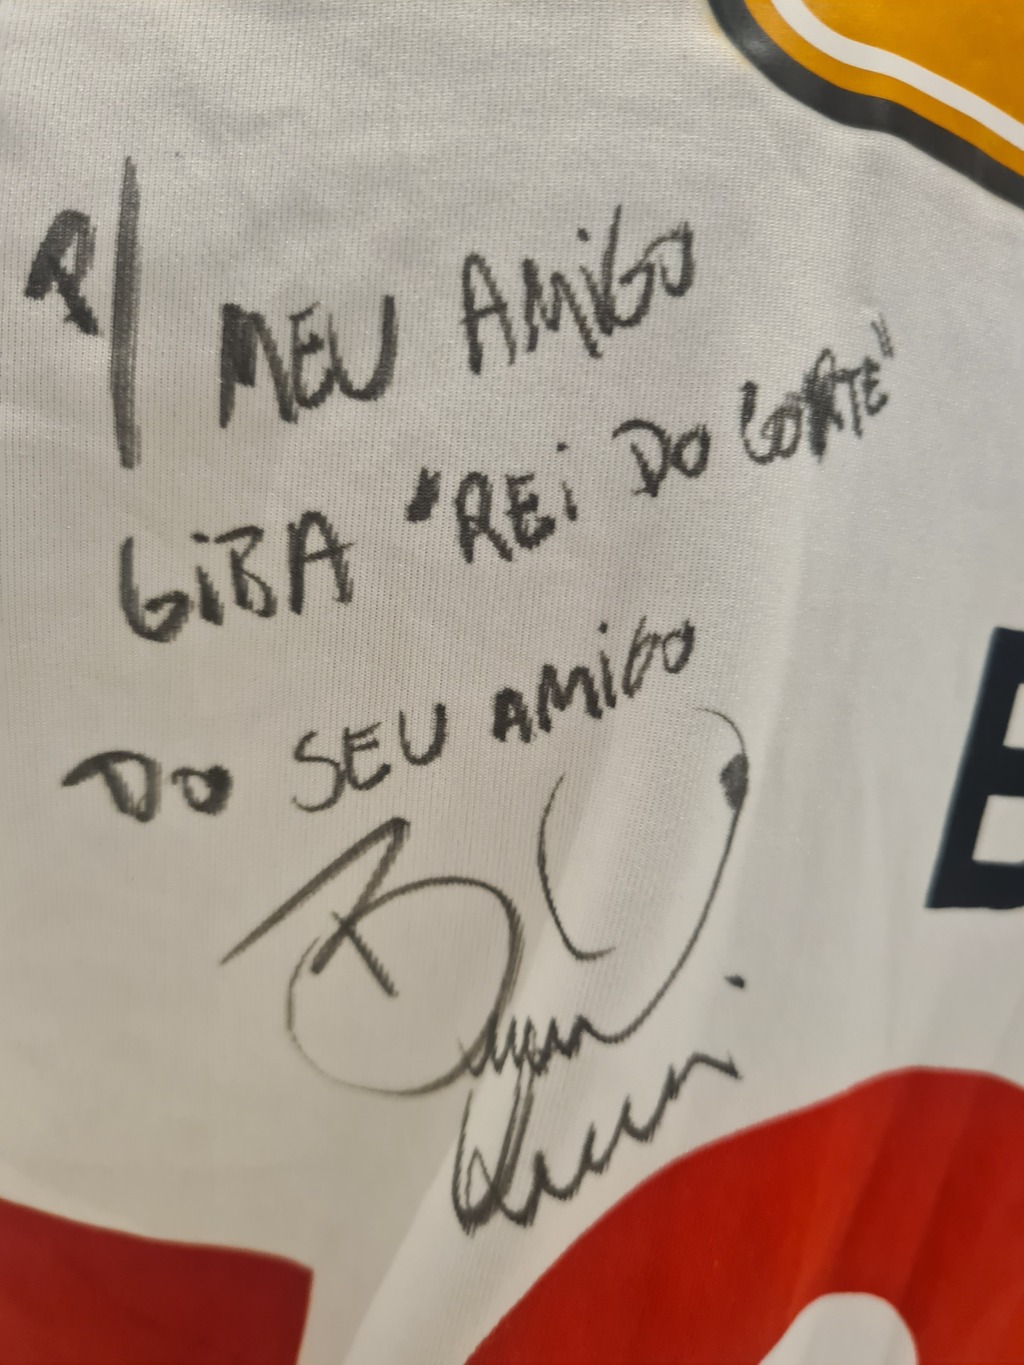 P/ MEU AMIGO
GIBA "REI DO CORTE"
DO SEU AMIGO